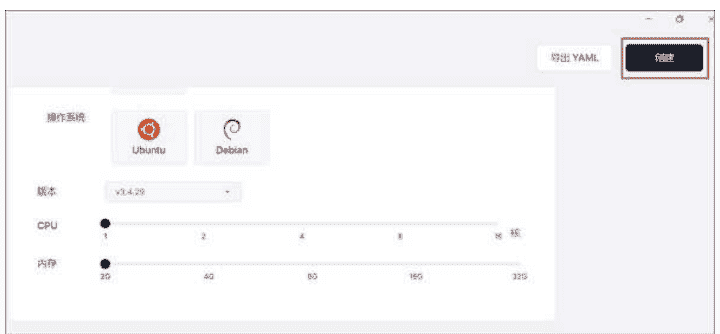 导出 YAML
创建
操作系统
Ubuntu
Debian
版本
v3.4.29
CPU
1 2 4 8 16 核
内存
2G 4G 8G 16G 32G